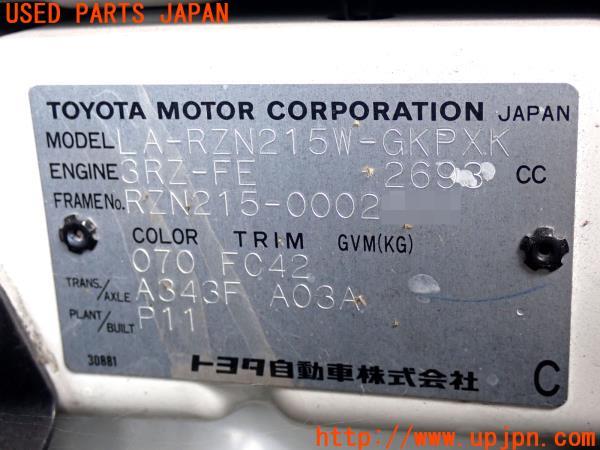 USED PARTS JAPAN
TOYOTA MOTOR CORPORATION JAPAN
MODEL LA-RZN215W-GKPXK
ENGINE 3RZ-FE 2693 CC
FRAME No. RZN215-0002
COLOR TRIM GVM(KG)
070 FC42
TRANS./AXLE A343F A03A
PLANT/BUILT P11
30881 トヨタ自動車株式会社 C
http://www.upjpn.com